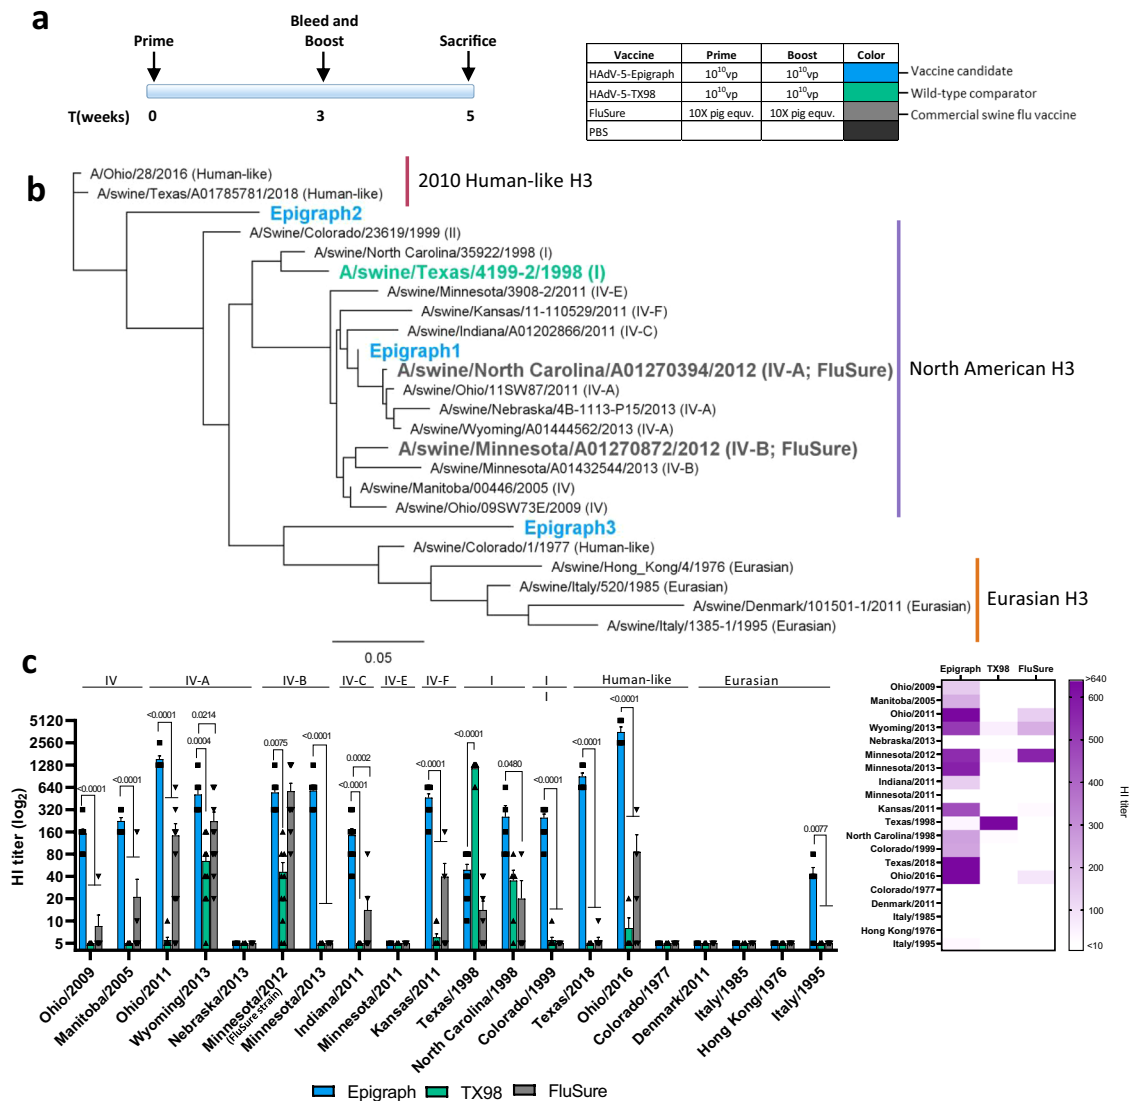 a
Bleed and
Prime
Boost
Sacrifice
T(weeks)
0
3
5
Vaccine
Prime
Boost
Color
HAdV-5-Epigraph
10^10 vp
10^10 vp
Vaccine candidate
HAdV-5-TX98
10^10 vp
10^10 vp
Wild-type comparator
FluSure
10X pig equv.
10X pig equv.
Commercial swine flu vaccine
PBS
b
A/Ohio/28/2016 (Human-like)
A/swine/Texas/A01785781/2018 (Human-like)
2010 Human-like H3
Epigraph2
A/Swine/Colorado/23619/1999 (II)
A/swine/North Carolina/35922/1998 (I)
A/swine/Texas/4199-2/1998 (I)
A/swine/Minnesota/3908-2/2011 (IV-E)
A/swine/Kansas/11-110529/2011 (IV-F)
A/swine/Indiana/A01202866/2011 (IV-C)
Epigraph1
A/swine/North Carolina/A01270394/2012 (IV-A; FluSure)
North American H3
A/swine/Ohio/11SW87/2011 (IV-A)
A/swine/Nebraska/4B-1113-P15/2013 (IV-A)
A/swine/Wyoming/A01444562/2013 (IV-A)
A/swine/Minnesota/A01270872/2012 (IV-B; FluSure)
A/swine/Minnesota/A01432544/2013 (IV-B)
A/swine/Manitoba/00446/2005 (IV)
A/swine/Ohio/09SW73E/2009 (IV)
Epigraph3
A/swine/Colorado/1/1977 (Human-like)
A/swine/Hong_Kong/4/1976 (Eurasian)
A/swine/Italy/520/1985 (Eurasian)
A/swine/Denmark/101501-1/2011 (Eurasian)
A/swine/Italy/1385-1/1995 (Eurasian)
Eurasian H3
0.05
c
IV
IV-A
IV-B
IV-C
IV-E
IV-F
I
I
I
Human-like
Eurasian
HI titer (log2)
5120
2560
1280
640
320
160
80
40
20
10
5
<0.0001
<0.0001
<0.0001
0.0004
0.0214
0.0075
<0.0001
<0.0001
0.0002
<0.0001
<0.0001
0.0480
<0.0001
<0.0001
<0.0001
0.0077
Ohio/2009
Manitoba/2005
Ohio/2011
Wyoming/2013
Nebraska/2013
Minnesota/2012
(FluSure strain)
Minnesota/2013
Indiana/2011
Minnesota/2011
Kansas/2011
Texas/1998
North Carolina/1998
Colorado/1999
Texas/2018
Ohio/2016
Colorado/1977
Denmark/2011
Italy/1985
Hong Kong/1976
Italy/1995
Epigraph
TX98
FluSure
Epigraph
TX98
FluSure
Ohio/2009
Manitoba/2005
Ohio/2011
Wyoming/2013
Nebraska/2013
Minnesota/2012
Minnesota/2013
Indiana/2011
Minnesota/2011
Kansas/2011
Texas/1998
North Carolina/1998
Colorado/1999
Texas/2018
Ohio/2016
Colorado/1977
Denmark/2011
Italy/1985
Hong Kong/1976
Italy/1995
>640
600
500
400
300
200
100
<10
HI titer